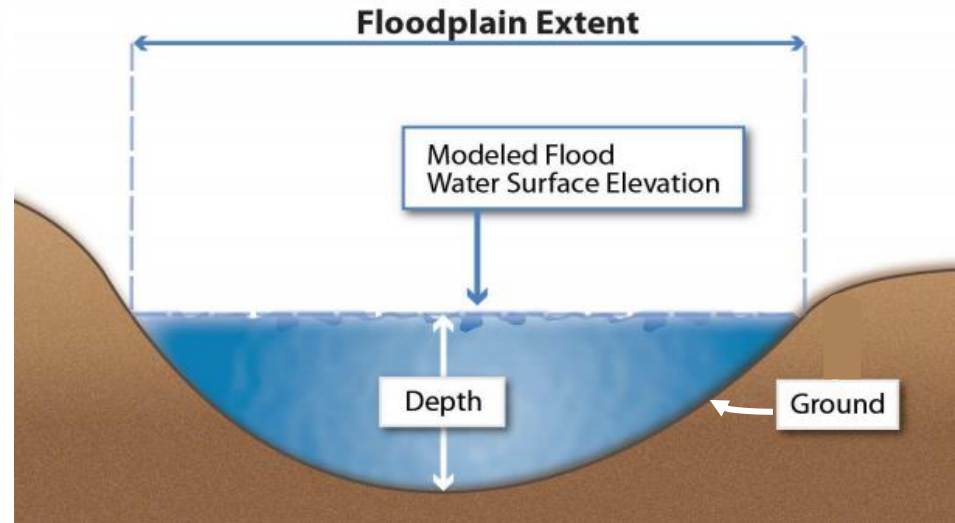 Floodplain Extent
Modeled Flood
Water Surface Elevation
Depth
Ground